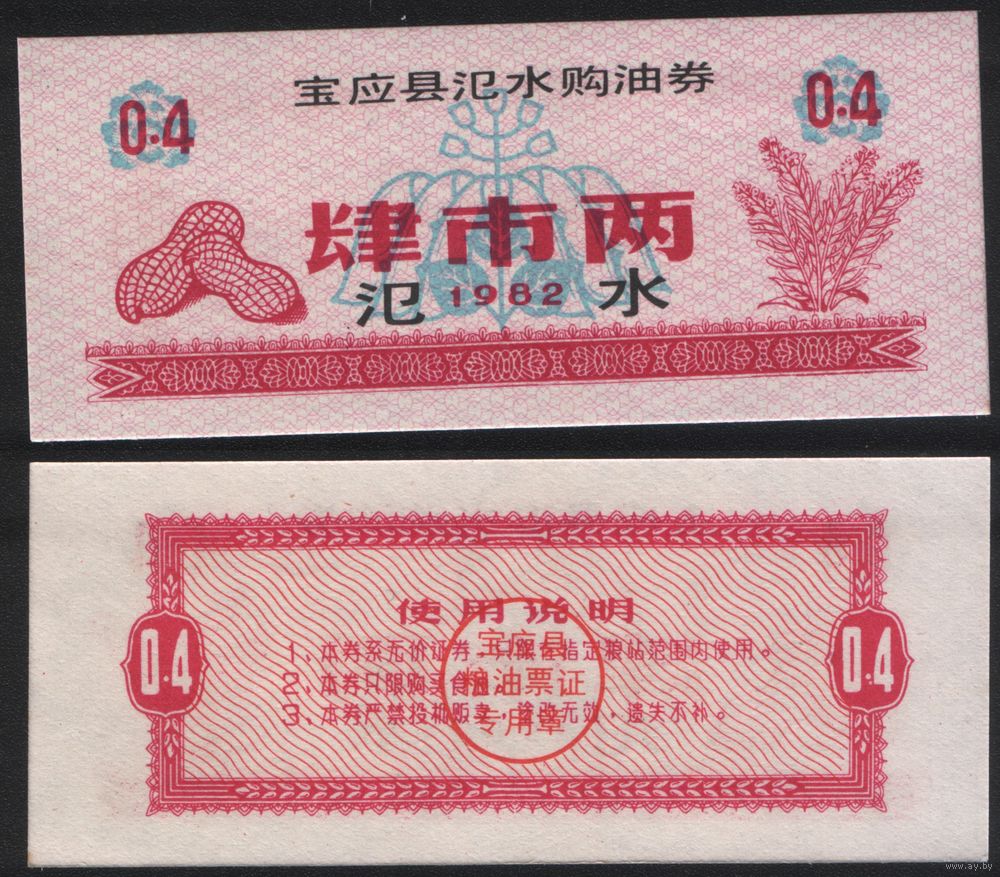 宝应县氾水购油券
0.4
0.4
肆市两
氾 1982 水
使用说明
1、本券系无价证券，只限在指定粮站范围内使用。
2、本券只限购买食油。
3、本券严禁投机贩卖，涂改无效，遗失不补。
0.4
0.4
宝应县
粮油票证
专用章
www.ay.by